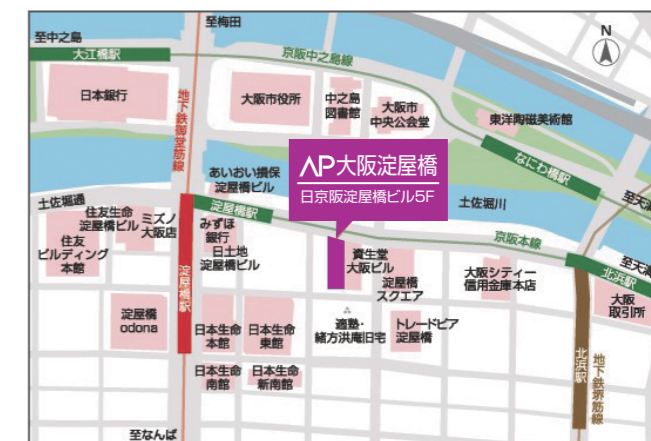 至梅田
至中之島
N
大江橋駅
京阪中之島線
日本銀行
地下鉄御堂筋線
大阪市役所
中之島
図書館
大阪市
中央公会堂
東洋陶磁美術館
なにわ橋駅
AP大阪淀屋橋
日京阪淀屋橋ビル5F
あいおい損保
淀屋橋ビル
土佐堀通
淀屋橋駅
土佐堀川
至天満
住友生命
淀屋橋ビル
ミズノ
大阪店
みずほ
銀行
京阪本線
住友
ビルディング
本館
日土地
淀屋橋ビル
資生堂
大阪ビル
淀屋橋
スクエア
大阪シティー
信用金庫本店
北浜駅
大阪
取引所
淀屋橋駅
淀屋橋
odona
日本生命
本館
日本生命
東館
適塾・
緒方洪庵旧宅
トレードピア
淀屋橋
北浜駅
地下鉄堺筋線
日本生命
南館
日本生命
新南館
至なんば